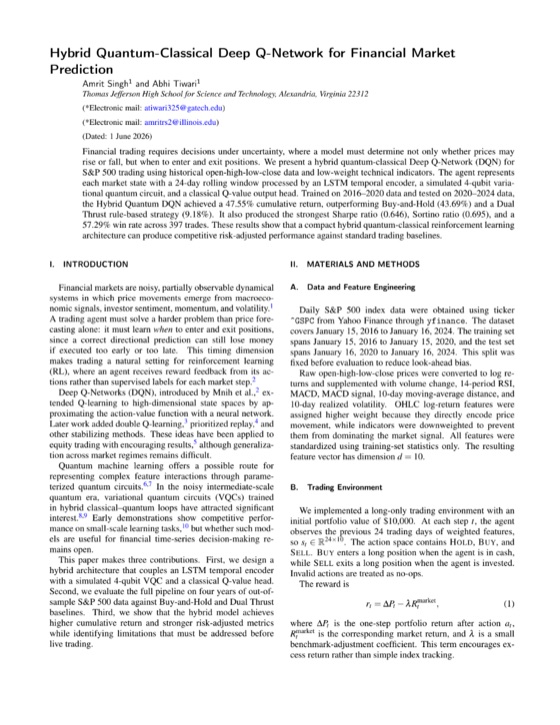 Hybrid Quantum-Classical Deep Q-Network for Financial Market
Prediction
Amrit Singh¹ and Abhi Tiwari¹
Thomas Jefferson High School for Science and Technology, Alexandria, Virginia 22312
(*Electronic mail: atiwari325@gatech.edu)
(*Electronic mail: amritrs2@illinois.edu)
(Dated: 1 June 2026)
Financial trading requires decisions under uncertainty, where a model must determine not only whether prices may
rise or fall, but when to enter and exit positions. We present a hybrid quantum-classical Deep Q-Network (DQN) for
S&P 500 trading using historical open-high-low-close data and low-weight technical indicators. The agent represents
each market state with a 24-day rolling window processed by an LSTM temporal encoder, a simulated 4-qubit varia-
tional quantum circuit, and a classical Q-value output head. Trained on 2016–2020 data and tested on 2020–2024 data,
the Hybrid Quantum DQN achieved a 47.55% cumulative return, outperforming Buy-and-Hold (43.69%) and a Dual
Thrust rule-based strategy (9.18%). It also produced the strongest Sharpe ratio (0.646), Sortino ratio (0.695), and a
57.29% win rate across 397 trades. These results show that a compact hybrid quantum-classical reinforcement learning
architecture can produce competitive risk-adjusted performance against standard trading baselines.
I. INTRODUCTION
Financial markets are noisy, partially observable dynamical
systems in which price movements emerge from macroeco-
nomic signals, investor sentiment, momentum, and volatility.¹
A trading agent must solve a harder problem than price fore-
casting alone: it must learn when to enter and exit positions,
since a correct directional prediction can still lose money
if executed too early or too late. This timing dimension
makes trading a natural setting for reinforcement learning
(RL), where an agent receives reward feedback from its ac-
tions rather than supervised labels for each market step.²
Deep Q-Networks (DQN), introduced by Mnih et al.,² ex-
tended Q-learning to high-dimensional state spaces by ap-
proximating the action-value function with a neural network.
Later work added double Q-learning,³ prioritized replay,⁴ and
other stabilizing methods. These ideas have been applied to
equity trading with encouraging results,⁵ although generaliza-
tion across market regimes remains difficult.
Quantum machine learning offers a possible route for
representing complex feature interactions through parame-
terized quantum circuits.⁶,⁷ In the noisy intermediate-scale
quantum era, variational quantum circuits (VQCs) trained
in hybrid classical–quantum loops have attracted significant
interest.⁸,⁹ Early demonstrations show competitive perfor-
mance on small-scale learning tasks,¹⁰ but whether such mod-
els are useful for financial time-series decision-making re-
mains open.
This paper makes three contributions. First, we design a
hybrid architecture that couples an LSTM temporal encoder
with a simulated 4-qubit VQC and a classical Q-value head.
Second, we evaluate the full pipeline on four years of out-of-
sample S&P 500 data against Buy-and-Hold and Dual Thrust
baselines. Third, we show that the hybrid model achieves
higher cumulative return and stronger risk-adjusted metrics
while identifying limitations that must be addressed before
live trading.
II. MATERIALS AND METHODS
A. Data and Feature Engineering
Daily S&P 500 index data were obtained using ticker
^GSPC from Yahoo Finance through yfinance. The dataset
covers January 15, 2016 to January 16, 2024. The training set
spans January 15, 2016 to January 15, 2020, and the test set
spans January 16, 2020 to January 16, 2024. This split was
fixed before evaluation to reduce look-ahead bias.
Raw open-high-low-close prices were converted to log re-
turns and supplemented with volume change, 14-period RSI,
MACD, MACD signal, 10-day moving-average distance, and
10-day realized volatility. OHLC log-return features were
assigned higher weight because they directly encode price
movement, while indicators were downweighted to prevent
them from dominating the market signal. All features were
standardized using training-set statistics only. The resulting
feature vector has dimension d = 10.
B. Trading Environment
We implemented a long-only trading environment with an
initial portfolio value of $10,000. At each step t, the agent
observes the previous 24 trading days of weighted features,
so sₜ ∈ ℝ²⁴ˣ¹⁰. The action space contains HOLD, BUY, and
SELL. BUY enters a long position when the agent is in cash,
while SELL exits a long position when the agent is invested.
Invalid actions are treated as no-ops.
The reward is
rₜ = ΔPₜ − λRₜᵐᵃʳᵏᵉᵗ, (1)
where ΔPₜ is the one-step portfolio return after action aₜ,
Rₜᵐᵃʳᵏᵉᵗ is the corresponding market return, and λ is a small
benchmark-adjustment coefficient. This term encourages ex-
cess return rather than simple index tracking.